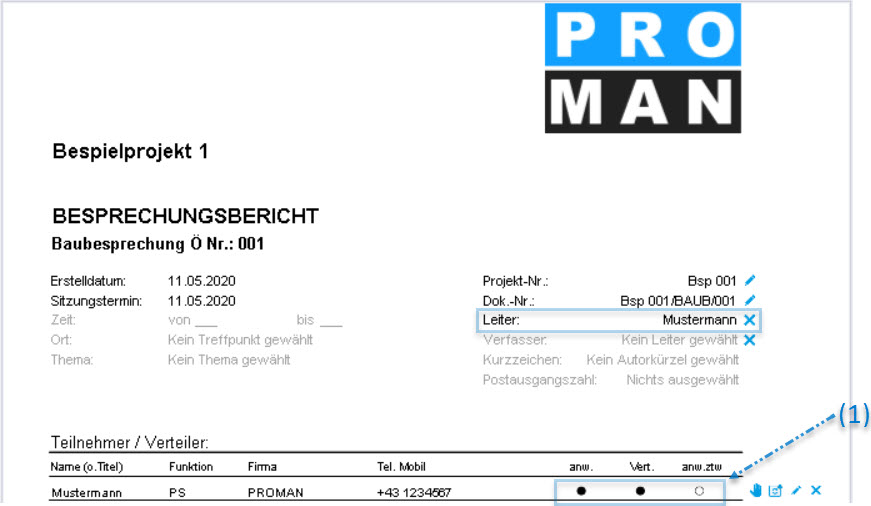 PRO
MAN
Bespielprojekt 1
BESPRECHUNGSBERICHT
Baubesprechung Ö Nr.: 001
Erstelldatum: 11.05.2020 Projekt-Nr.: Bsp 001
Sitzungstermin: 11.05.2020 Dok.-Nr.: Bsp 001/BAUB/001
Leiter: Mustermann
Zeit: von ___ bis ___
Verfasser: Kein Leiter gewählt
Ort: Kein Treffpunkt gewählt
Kurzzeichen: Kein Autorkürzel gewählt
Thema: Kein Thema gewählt
Postausgangszahl: Nichts ausgewählt
(1)
Teilnehmer / Verteiler:
Name (o.Titel) Funktion Firma Tel. Mobil anw. Vert. anw.ztw
Mustermann PS PROMAN +43 1234567